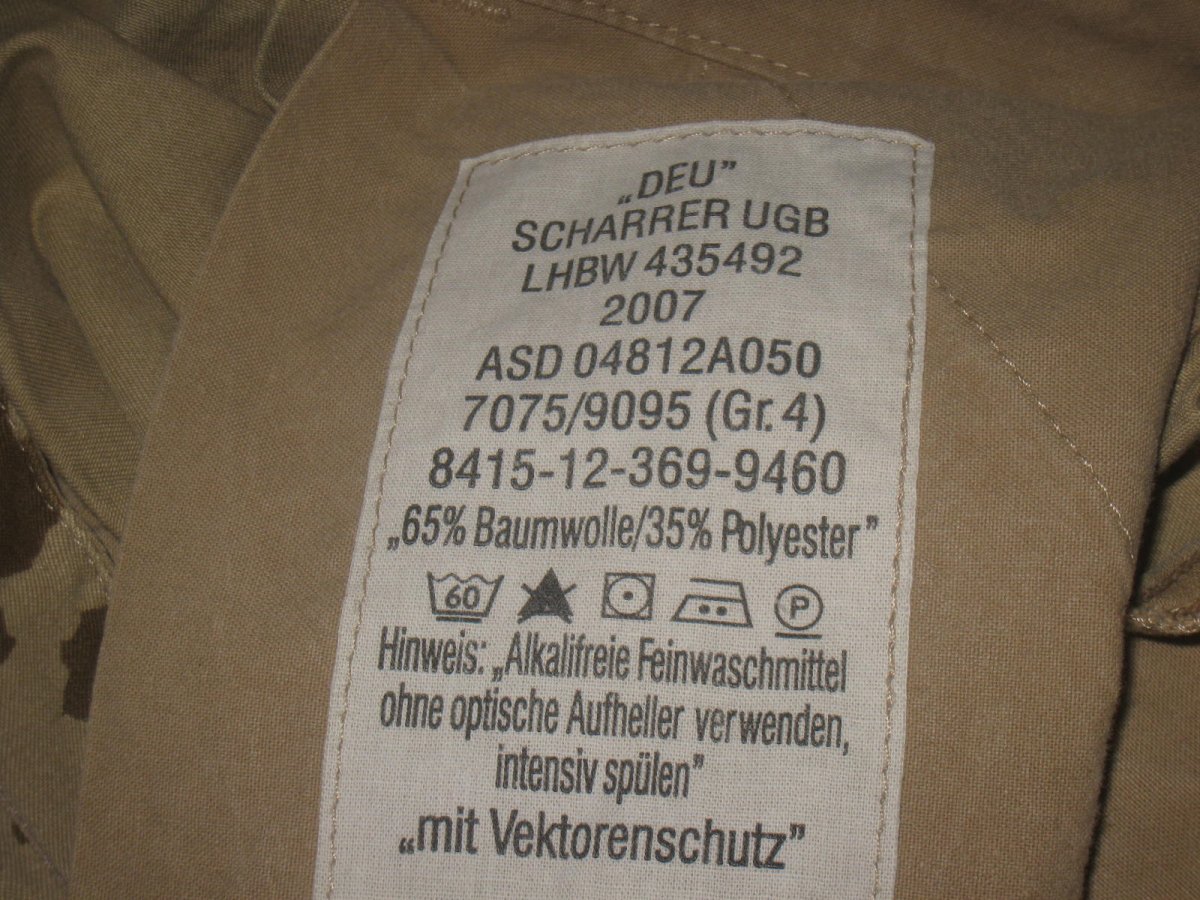 „DEU”
SCHARRER UGB
LHBW 435492
2007
ASD 04812A050
7075/9095 (Gr. 4)
8415-12-369-9460
„65% Baumwolle/35% Polyester”
60 P
Hinweis: „Alkalifreie Feinwaschmittel
ohne optische Aufheller verwenden,
intensiv spülen”
„mit Vektorenschutz”